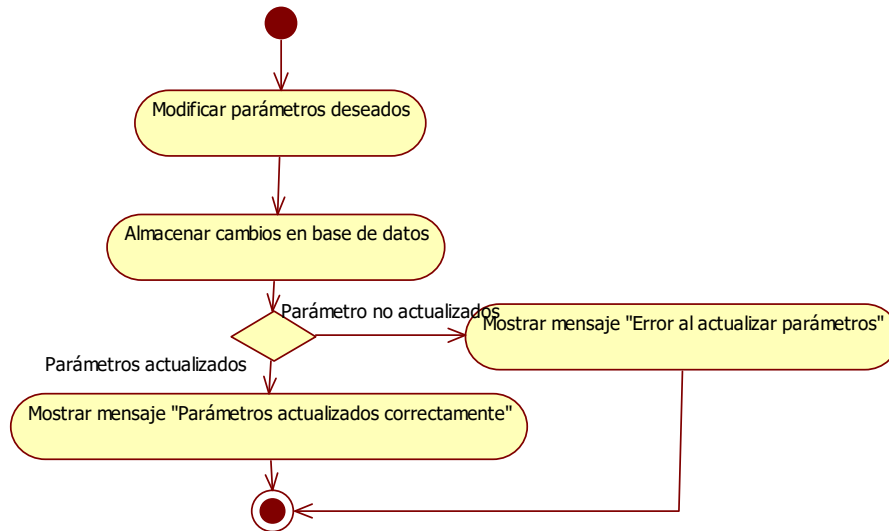 Modificar parámetros deseados
Almacenar cambios en base de datos
Parámetro no actualizados
Mostrar mensaje "Error al actualizar parámetros"
Parámetros actualizados
Mostrar mensaje "Parámetros actualizados correctamente"